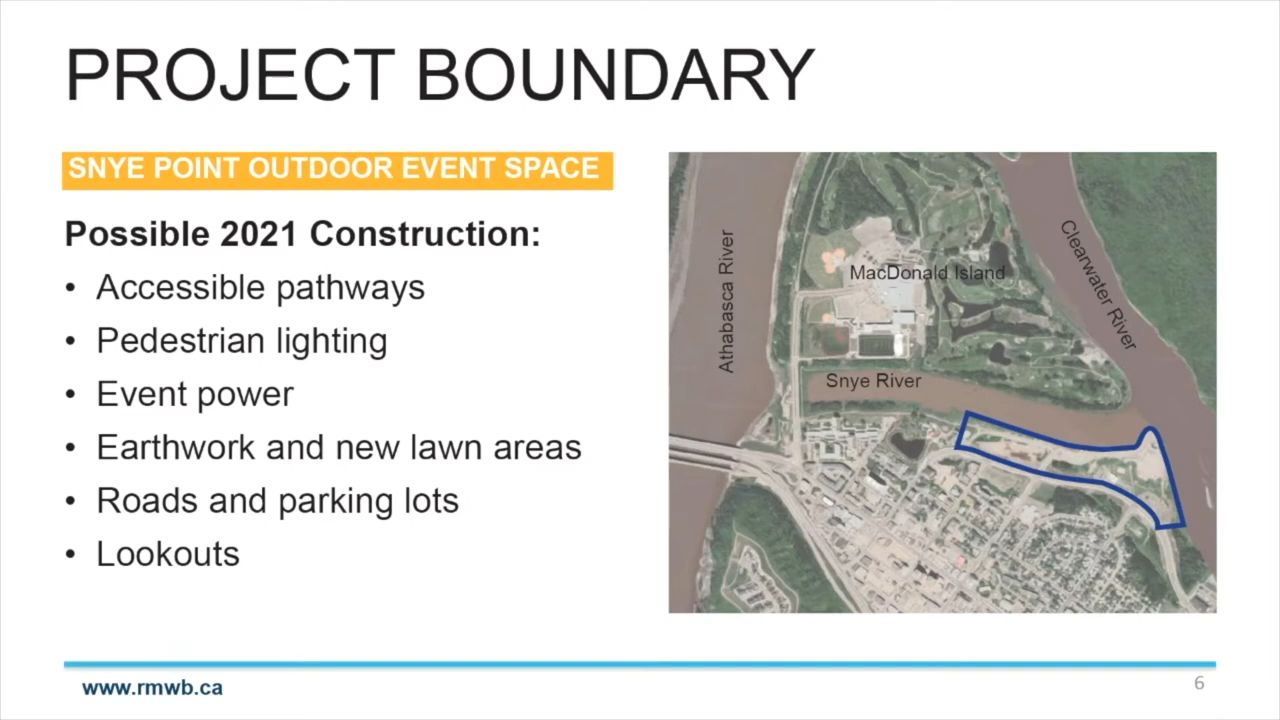 PROJECT BOUNDARY
SNYE POINT OUTDOOR EVENT SPACE
Possible 2021 Construction:
• Accessible pathways
• Pedestrian lighting
• Event power
• Earthwork and new lawn areas
• Roads and parking lots
• Lookouts
Athabasca River
MacDonald Island
Clearwater River
Snye River
www.rmwb.ca
6